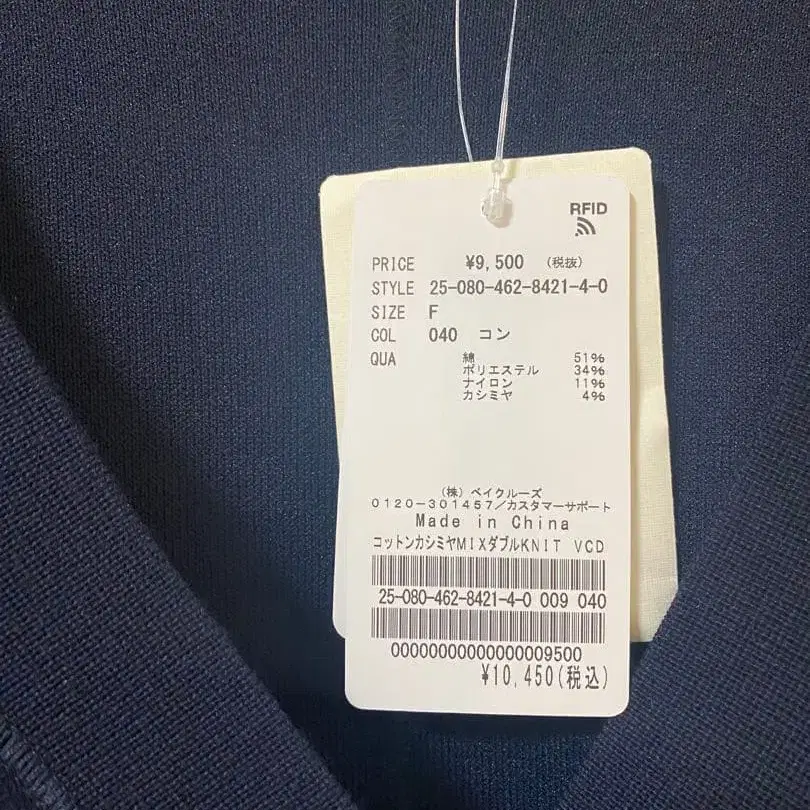 RFID
PRICE ¥9,500 (税抜)
STYLE 25-080-462-8421-4-0
SIZE F
COL 040 コン
QUA 綿 51%
ポリエステル 34%
ナイロン 11%
カシミヤ 4%
(株)ベイクルーズ
0120-301457/カスタマーサポート
Made in China
コットンカシミヤMIXダブルKNIT VCD
25-080-462-8421-4-0 009 040
00000000000000009500
¥10,450(税込)